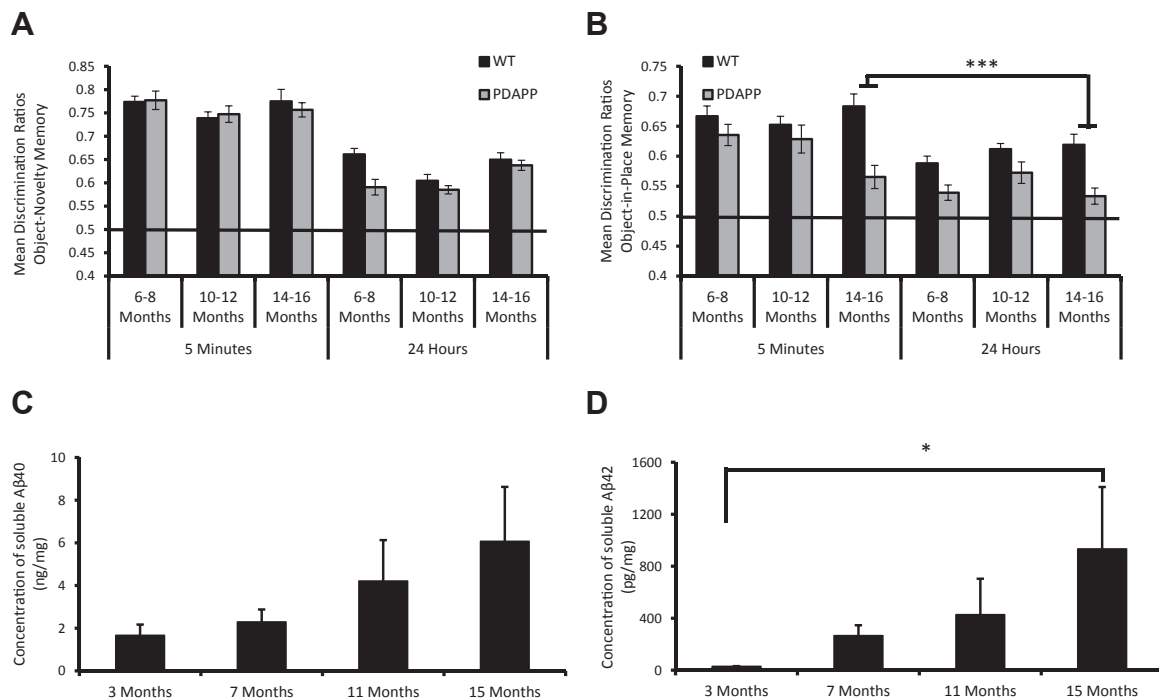 A
Mean Discrimination Ratios
Object-Novelty Memory
0.85
0.8
0.75
0.7
0.65
0.6
0.55
0.5
0.45
0.4
WT
PDAPP
6-8
Months
10-12
Months
14-16
Months
6-8
Months
10-12
Months
14-16
Months
5 Minutes
24 Hours
B
Mean Discrimination Ratios
Object-in-Place Memory
0.75
0.7
0.65
0.6
0.55
0.5
0.45
0.4
WT
PDAPP
***
6-8
Months
10-12
Months
14-16
Months
6-8
Months
10-12
Months
14-16
Months
5 Minutes
24 Hours
C
Concentration of soluble Aβ40
(ng/mg)
10
8
6
4
2
0
3 Months
7 Months
11 Months
15 Months
D
Concentration of soluble Aβ42
(pg/mg)
1600
1200
800
400
0
*
3 Months
7 Months
11 Months
15 Months